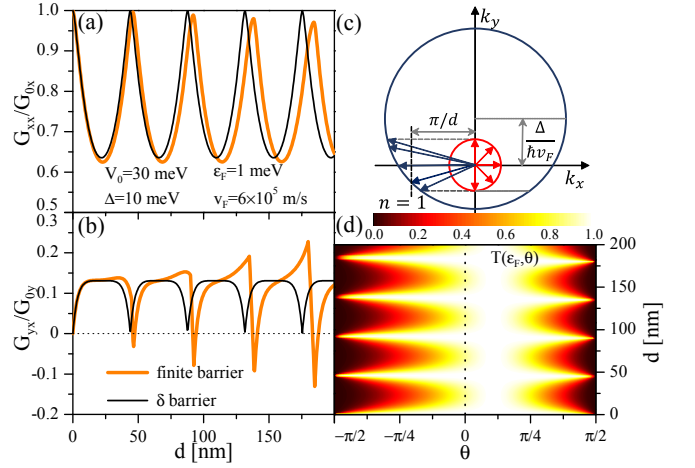 (a)
G_xx/G_0x
1.0
0.9
0.8
0.7
0.6
0.5
V_0=30 meV ε_F=1 meV
Δ=10 meV v_F=6×10^5 m/s
(b)
G_yx/G_0y
0.3
0.2
0.1
0
-0.1
-0.2
finite barrier
δ barrier
0 50 100 150
d [nm]
(c)
k_y
π/d
Δ
ħv_F
k_x
n = 1
0.0 0.2 0.4 0.6 0.8 1.0
(d)
T(ε_F,θ)
200
150
100
50
0
d [nm]
−π/2 −π/4 0 π/4 π/2
θ